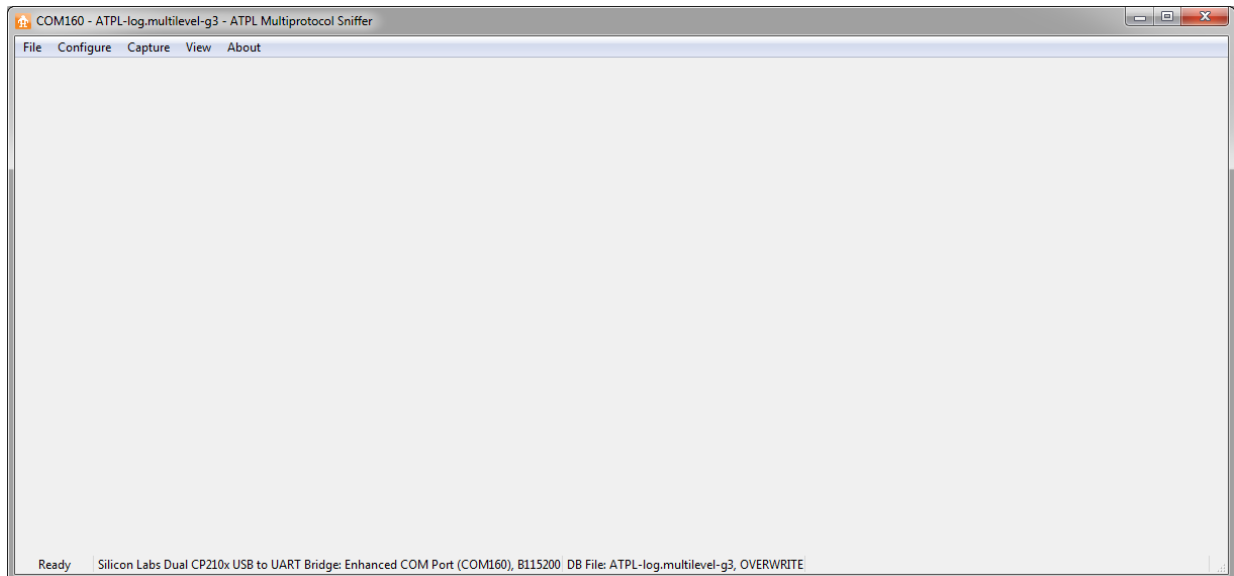 COM160 - ATPL-log.multilevel-g3 - ATPL Multiprotocol Sniffer
File Configure Capture View About
Ready Silicon Labs Dual CP210x USB to UART Bridge: Enhanced COM Port (COM160), B115200 DB File: ATPL-log.multilevel-g3, OVERWRITE